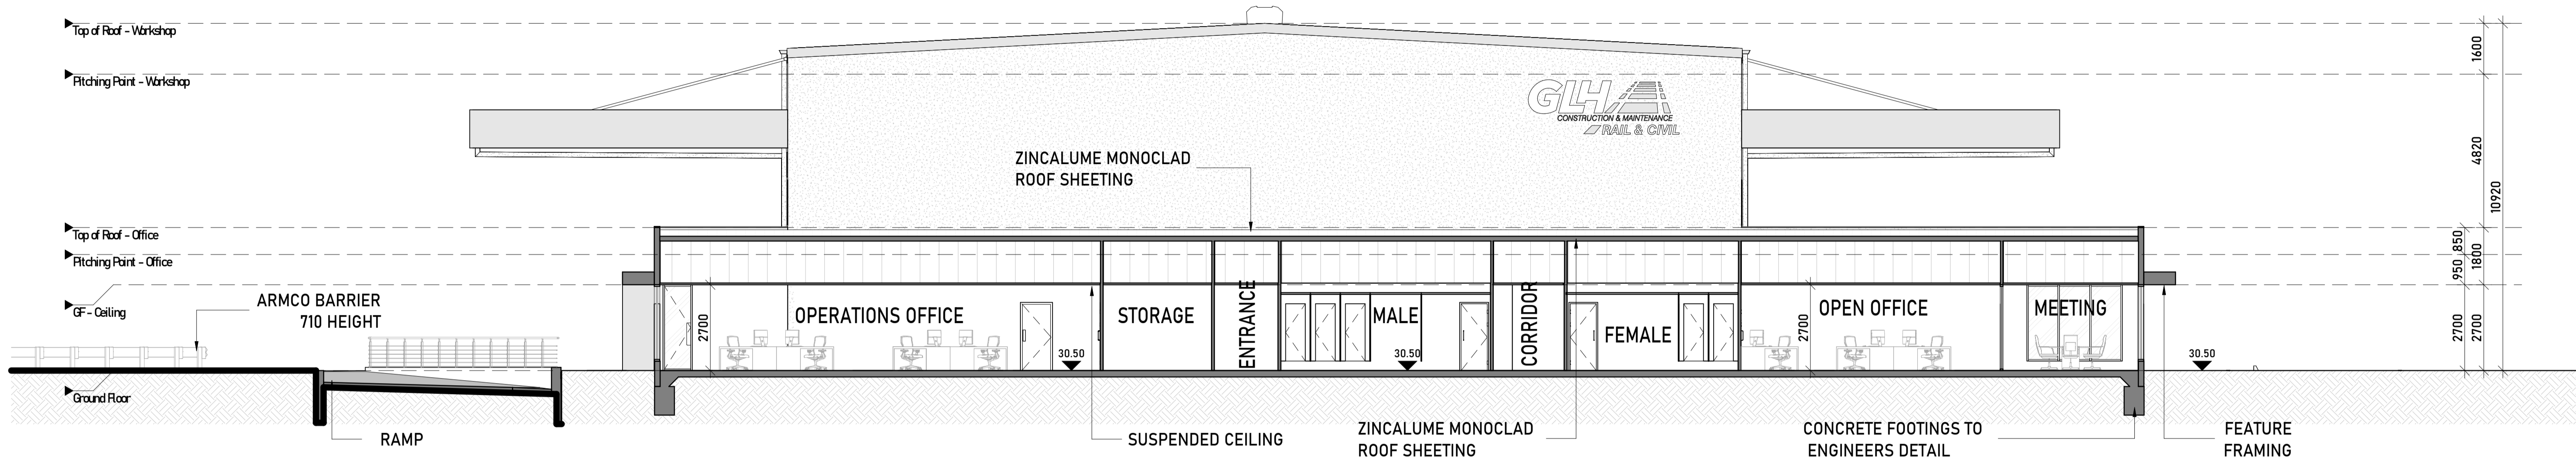 Top of Roof - Workshop
1600
Pitching Point - Workshop
GLH
CONSTRUCTION & MAINTENANCE
RAIL & CIVIL
4820
10920
ZINCALUME MONOCLAD
ROOF SHEETING
Top of Roof - Office
850
1800
Pitching Point - Office
950
GF - Ceiling
ARMCO BARRIER
710 HEIGHT
2700
OPERATIONS OFFICE
30.50
STORAGE
ENTRANCE
MALE
30.50
CORRIDOR
FEMALE
2700
OPEN OFFICE
MEETING
30.50
2700
2700
Ground Floor
RAMP
SUSPENDED CEILING
ZINCALUME MONOCLAD
ROOF SHEETING
CONCRETE FOOTINGS TO
ENGINEERS DETAIL
FEATURE
FRAMING